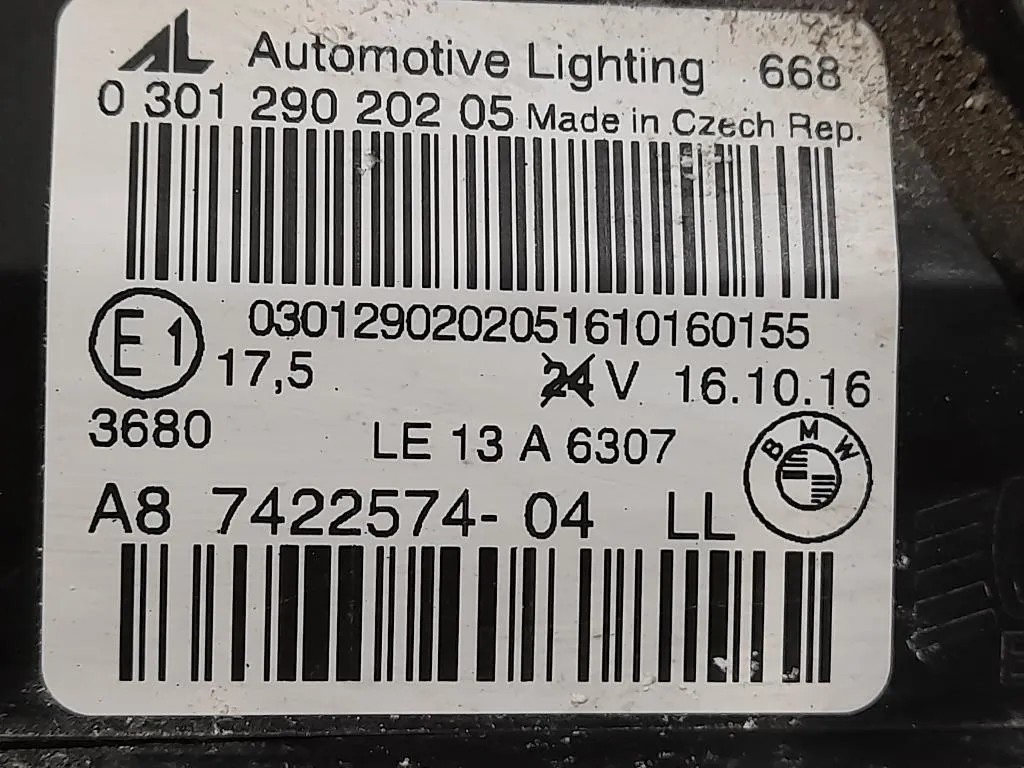 AL Automotive Lighting 668
0 301 290 202 05 Made in Czech Rep.
0301290202051610160155
E1 17,5 24 V 16.10.16
3680 LE 13 A 6307
BMW
A8 7422574-04 LL